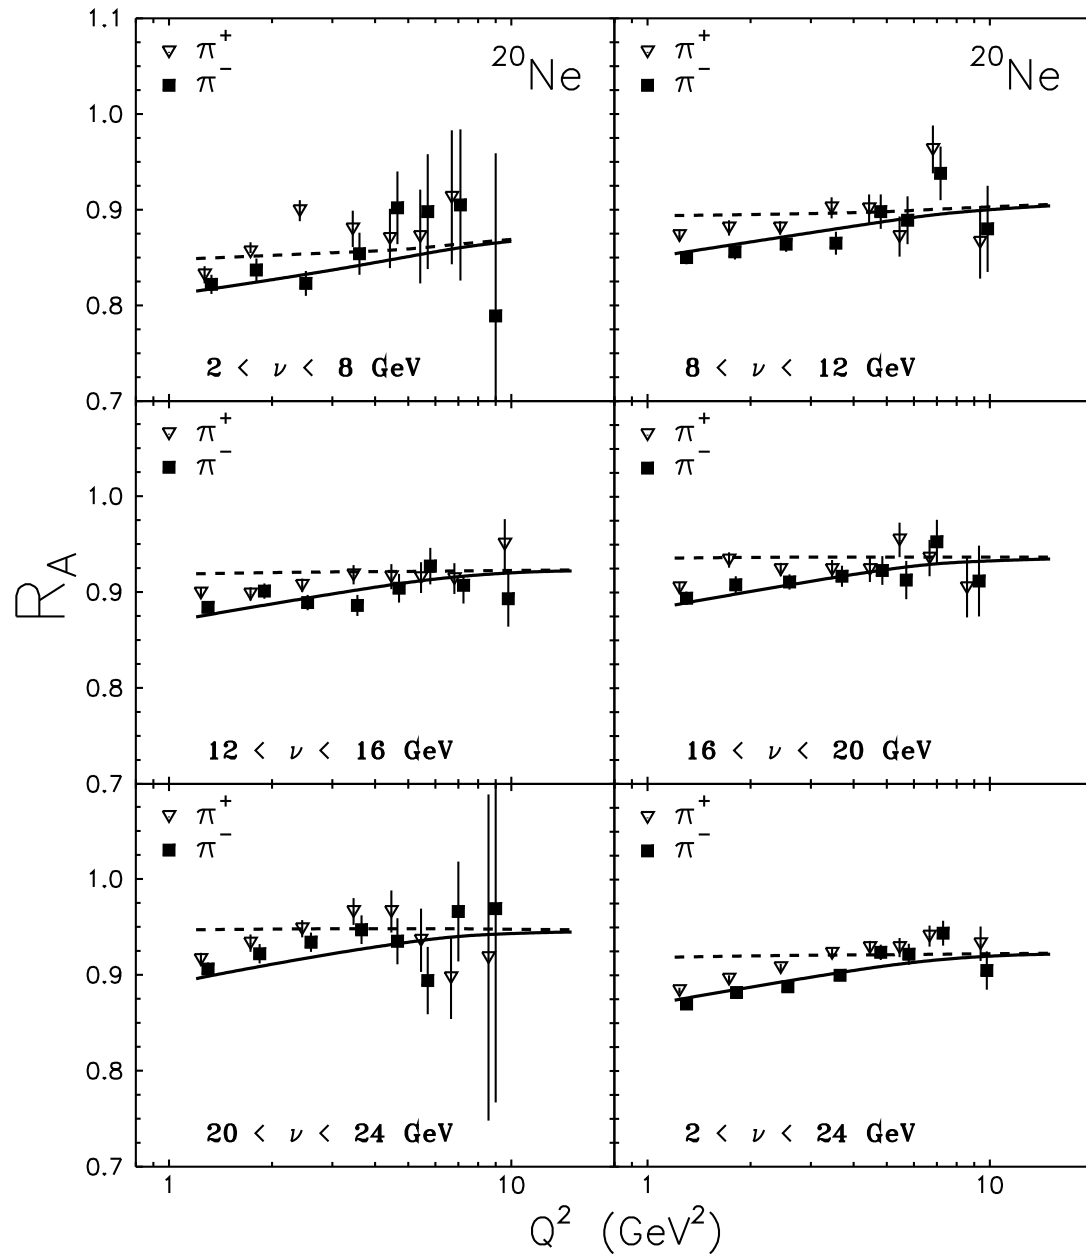 1.1
1.0
0.9
0.8
0.7
π⁺
π⁻
²⁰Ne
2 < ν < 8 GeV
π⁺
π⁻
²⁰Ne
8 < ν < 12 GeV
1.0
0.9
0.8
0.7
π⁺
π⁻
12 < ν < 16 GeV
π⁺
π⁻
16 < ν < 20 GeV
R_A
1.0
0.9
0.8
0.7
π⁺
π⁻
20 < ν < 24 GeV
π⁺
π⁻
2 < ν < 24 GeV
1 10 1 10
Q² (GeV²)